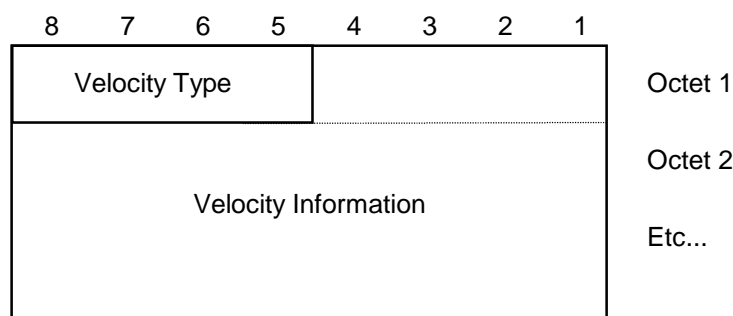 8 7 6 5 4 3 2 1
Velocity Type Octet 1
Octet 2
Velocity Information
Etc...